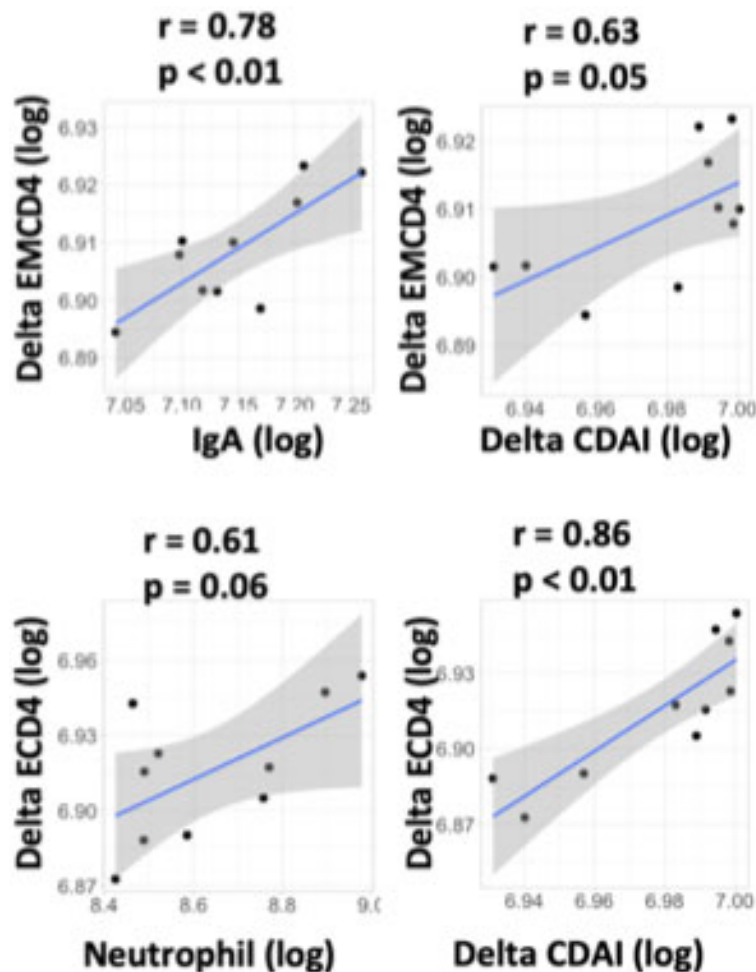 r = 0.78
p < 0.01
Delta EMCD4 (log)
6.93
6.92
6.91
6.90
6.89
7.05 7.10 7.15 7.20 7.25
IgA (log)
r = 0.63
p = 0.05
Delta EMCD4 (log)
6.92
6.91
6.90
6.89
6.94 6.96 6.98 7.00
Delta CDAI (log)
r = 0.61
p = 0.06
Delta ECD4 (log)
6.96
6.93
6.90
6.87
8.4 8.6 8.8 9.0
Neutrophil (log)
r = 0.86
p < 0.01
Delta ECD4 (log)
6.93
6.90
6.87
6.94 6.96 6.98 7.00
Delta CDAI (log)